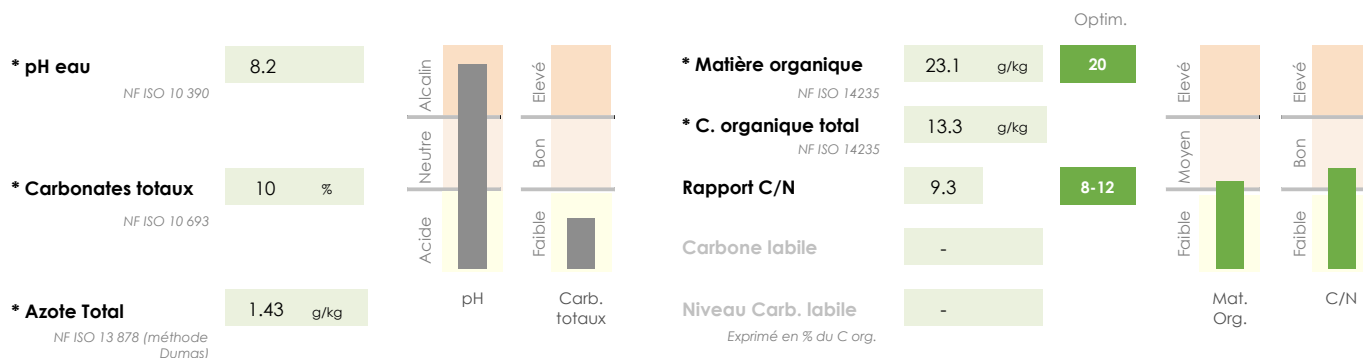 * pH eau
8.2
NF ISO 10 390
* Carbonates totaux
10 %
NF ISO 10 693
* Azote Total
1.43 g/kg
NF ISO 13 878 (méthode
Dumas)
Alcalin
Neutre
Acide
pH
Elevé
Bon
Faible
Carb.
totaux
Optim.
* Matière organique
23.1 g/kg
20
NF ISO 14235
* C. organique total
13.3 g/kg
NF ISO 14235
Rapport C/N
9.3
8-12
Carbone labile
-
Niveau Carb. labile
-
Exprimé en % du C org.
Elevé
Moyen
Faible
Mat.
Org.
Elevé
Bon
Faible
C/N